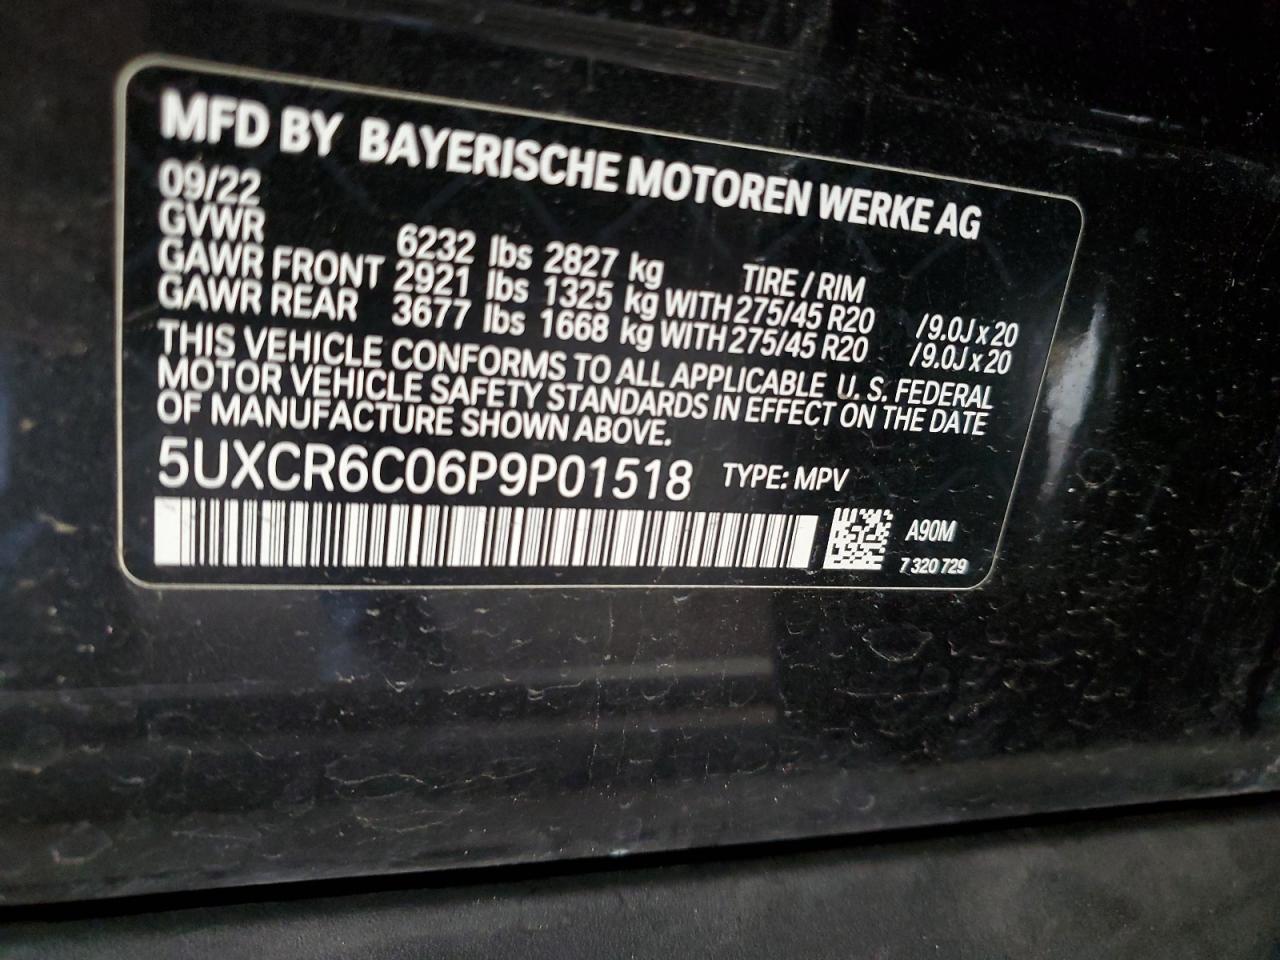 MFD BY BAYERISCHE MOTOREN WERKE AG
09/22
GVWR 6232 lbs 2827 kg TIRE / RIM
GAWR FRONT 2921 lbs 1325 kg WITH 275/45 R20 /9.0J x 20
GAWR REAR 3677 lbs 1668 kg WITH 275/45 R20 /9.0J x 20
THIS VEHICLE CONFORMS TO ALL APPLICABLE U. S. FEDERAL
MOTOR VEHICLE SAFETY STANDARDS IN EFFECT ON THE DATE
OF MANUFACTURE SHOWN ABOVE.
5UXCR6C06P9P01518 TYPE: MPV
A90M
7 320 729